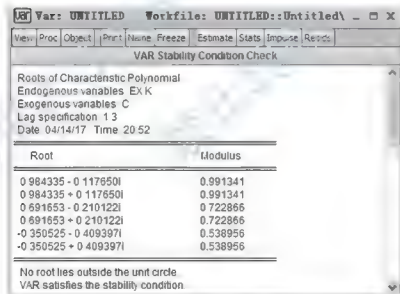 Var: UNTITLED Workfile: UNTITLED::Untitled\
View Proc Object Print Name Freeze Estimate Stats Impulse Resids
VAR Stability Condition Check
Roots of Characteristic Polynomial
Endogenous variables EX K
Exogenous variables C
Lag specification 1 3
Date 04/14/17 Time 20:52
Root Modulus
0.984335 - 0.117650i 0.991341
0.984335 + 0.117650i 0.991341
0.691653 - 0.210122i 0.722866
0.691653 + 0.210122i 0.722866
-0.350525 - 0.409397i 0.538956
-0.350525 + 0.409397i 0.538956
No root lies outside the unit circle.
VAR satisfies the stability condition.